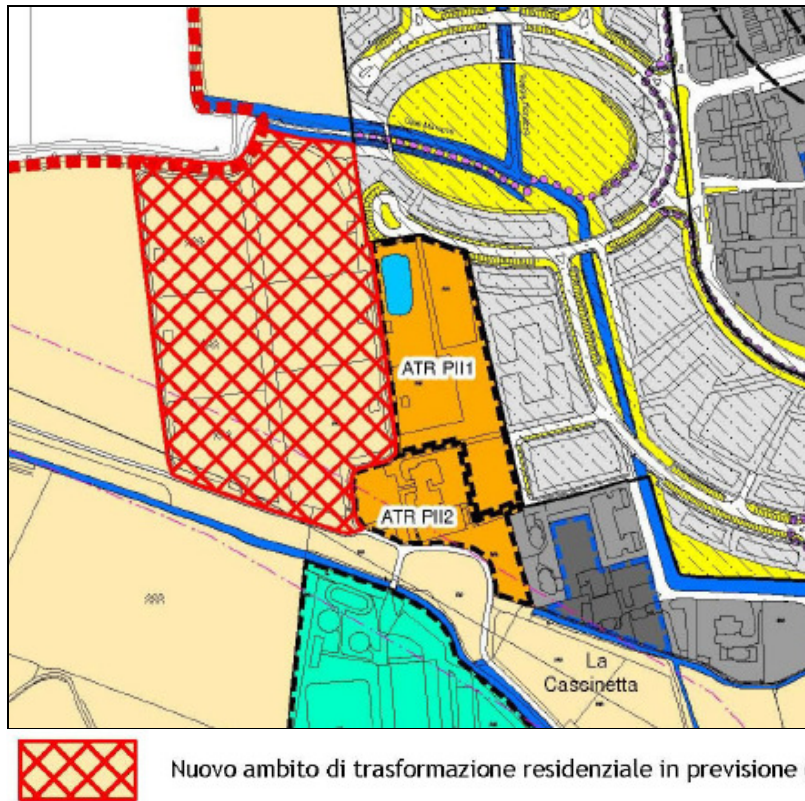 ATR PII1
ATR PII2
La
Cascinetta
Nuovo ambito di trasformazione residenziale in previsione